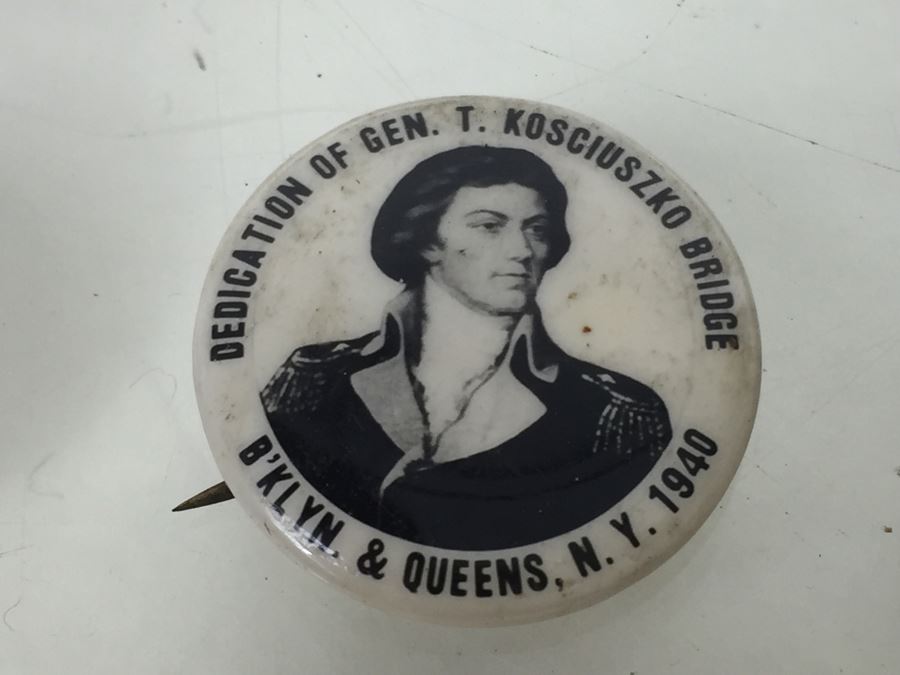 DEDICATION OF GEN. T. KOSCIUSZKO BRIDGE
B'KLYN. & QUEENS, N. Y. 1940